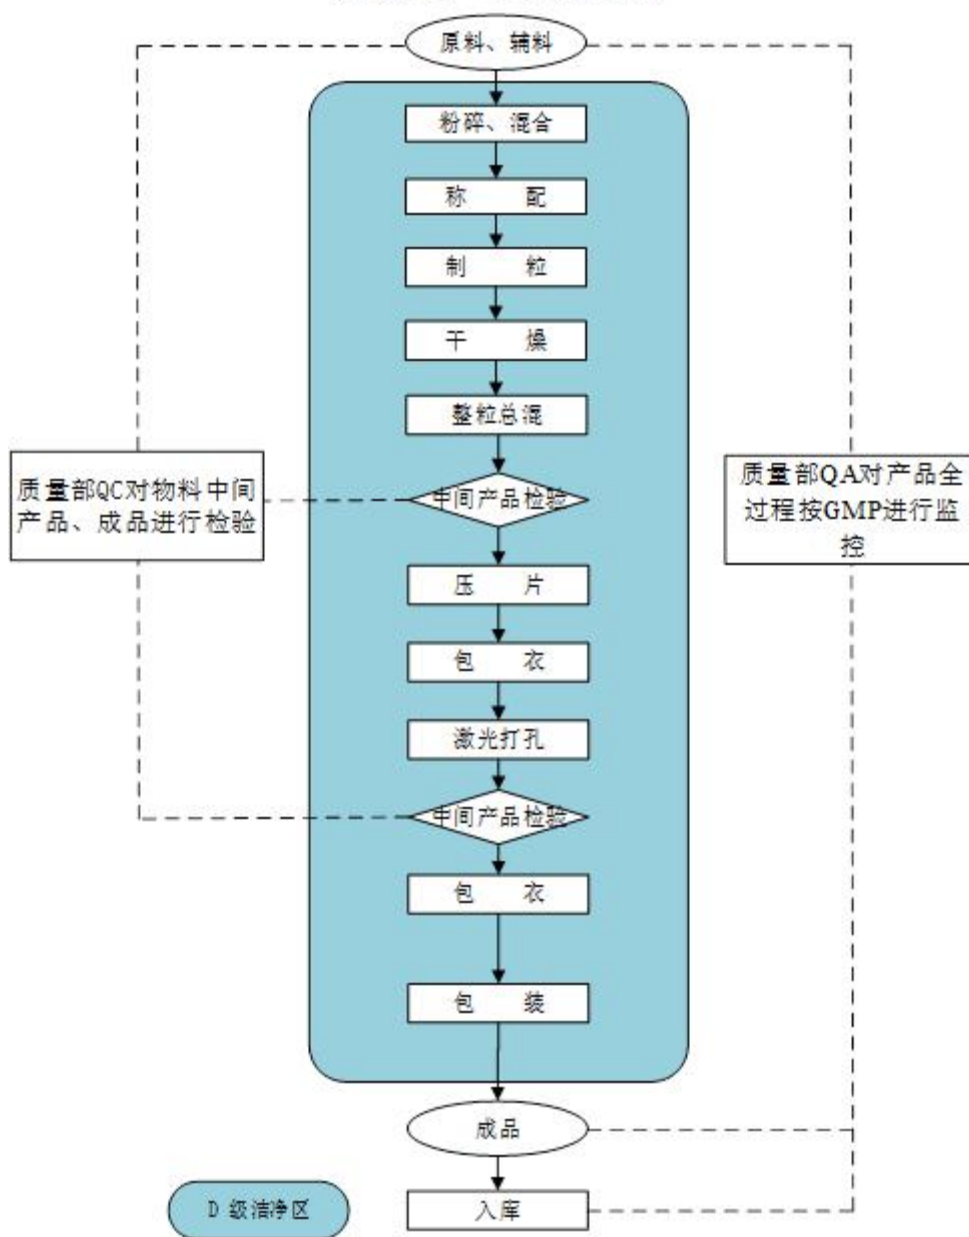 原料、辅料
粉碎、混合
称 配
制 粒
干 燥
整粒总混
质量部QC对物料中间
产品、成品进行检验
中间产品检验
质量部QA对产品全
过程按GMP进行监
控
压 片
包 衣
激光打孔
中间产品检验
包 衣
包 装
成品
D 级洁净区
入库